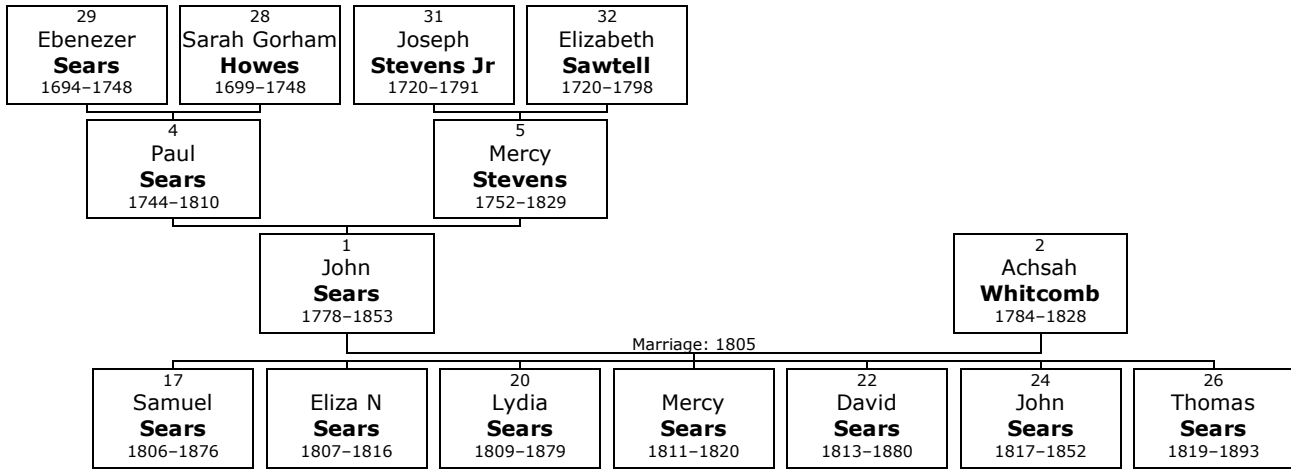 29
Ebenezer
Sears
1694–1748
28
Sarah Gorham
Howes
1699–1748
31
Joseph
Stevens Jr
1720–1791
32
Elizabeth
Sawtell
1720–1798
4
Paul
Sears
1744–1810
5
Mercy
Stevens
1752–1829
1
John
Sears
1778–1853
2
Achsah
Whitcomb
1784–1828
Marriage: 1805
17
Samuel
Sears
1806–1876
Eliza N
Sears
1807–1816
20
Lydia
Sears
1809–1879
Mercy
Sears
1811–1820
22
David
Sears
1813–1880
24
John
Sears
1817–1852
26
Thomas
Sears
1819–1893